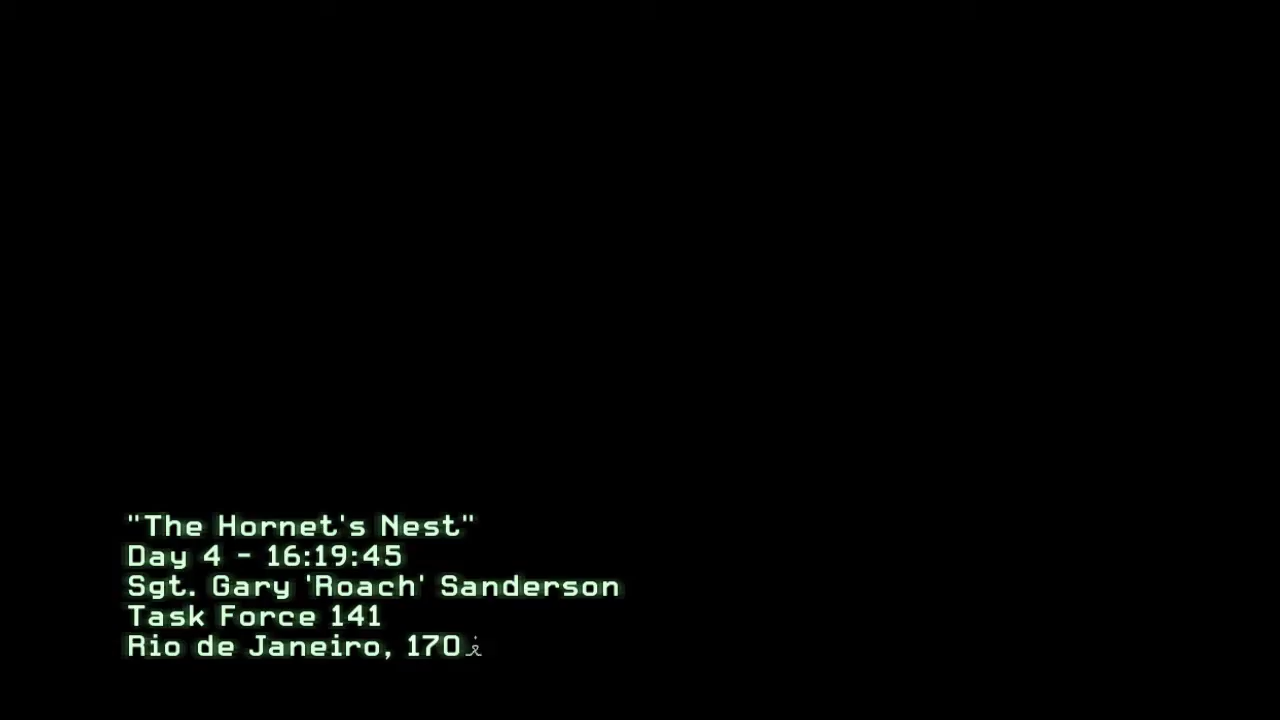 "The Hornet's Nest"
Day 4 - 16:19:45
Sgt. Gary 'Roach' Sanderson
Task Force 141
Rio de Janeiro, 170